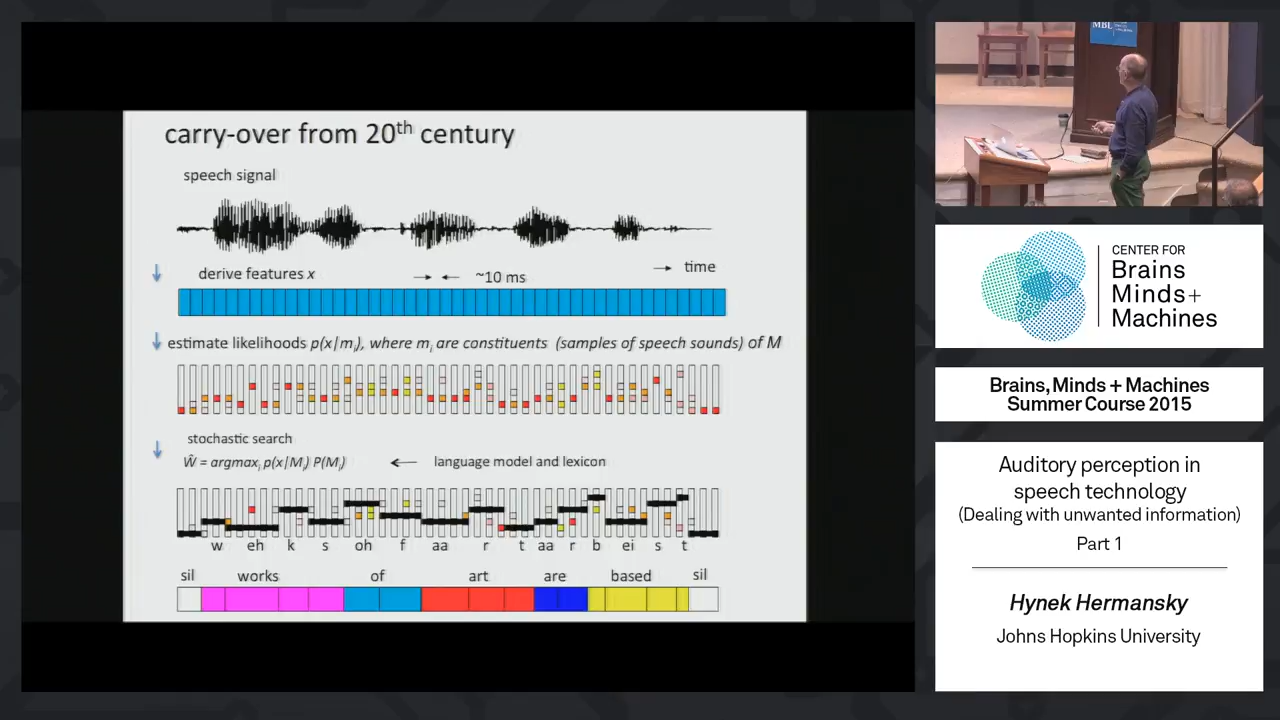 carry-over from 20th century
speech signal
derive features x
~10 ms
time
estimate likelihoods p(x|mi), where mi are constituents (samples of speech sounds) of M
stochastic search
Ŵ = argmaxi p(x|Mi) P(Mi)
language model and lexicon
w eh k s oh f aa r t aa r b ei s t
sil works of art are based sil
MBL
CENTER FOR
Brains
Minds+
Machines
Brains, Minds + Machines
Summer Course 2015
Auditory perception in
speech technology
(Dealing with unwanted information)
Part 1
Hynek Hermansky
Johns Hopkins University